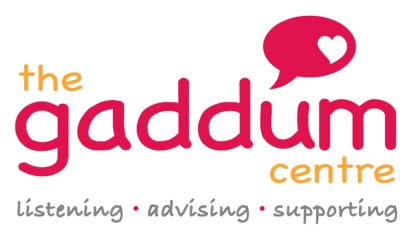 the
gaddum
centre
listening • advising • supporting